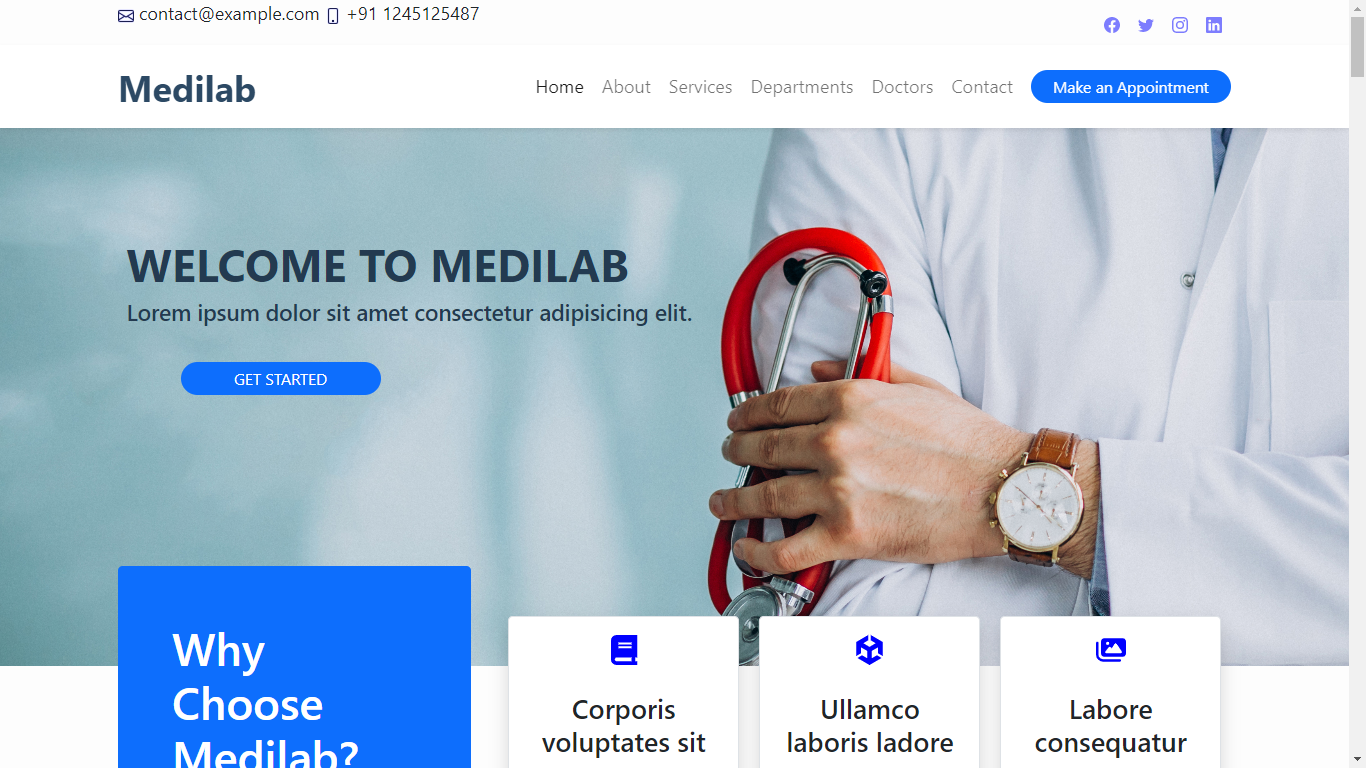 contact@example.com +91 1245125487
Medilab
Home About Services Departments Doctors Contact Make an Appointment
WELCOME TO MEDILAB
Lorem ipsum dolor sit amet consectetur adipisicing elit.
GET STARTED
Why
Choose
Medilab?
Corporis
voluptates sit
Ullamco
laboris ladore
Labore
consequatur